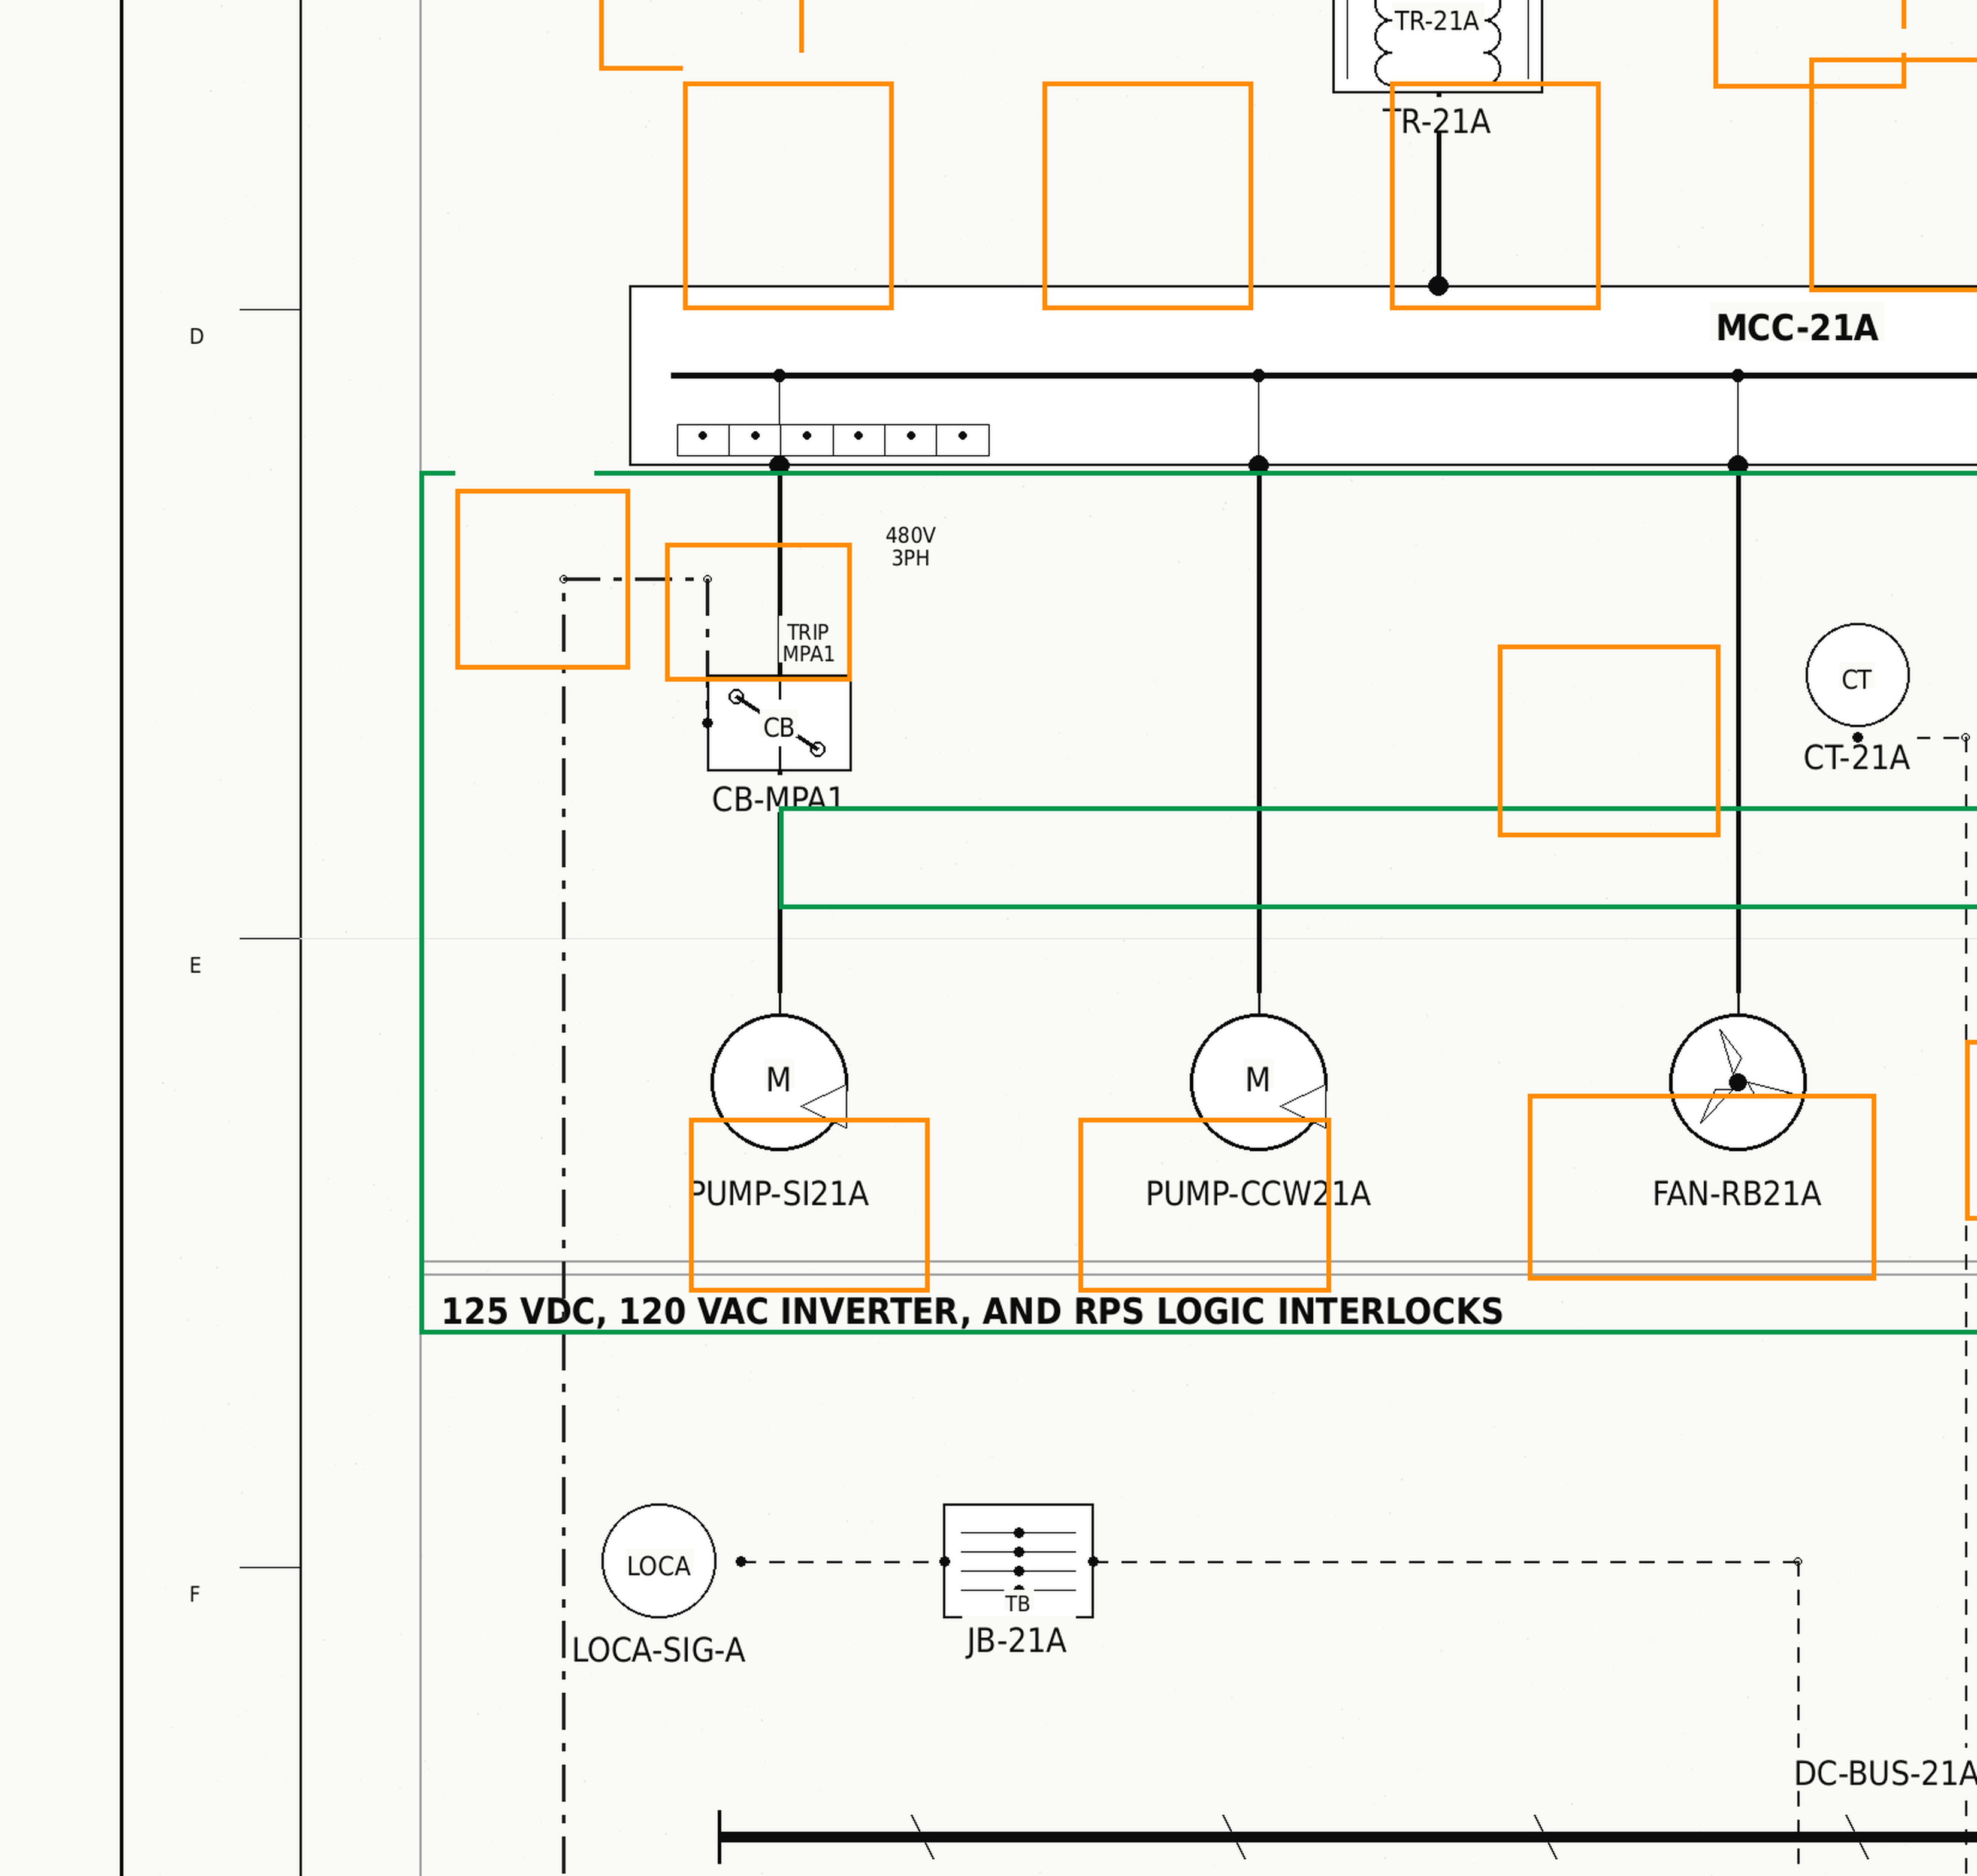 TR-21A
TR-21A
D
MCC-21A
480V
3PH
TRIP
MPA1
CB
CB-MPA1
CT
CT-21A
E
M
M
PUMP-SI21A
PUMP-CCW21A
FAN-RB21A
125 VDC, 120 VAC INVERTER, AND RPS LOGIC INTERLOCKS
LOCA
LOCA-SIG-A
TB
JB-21A
F
DC-BUS-21A